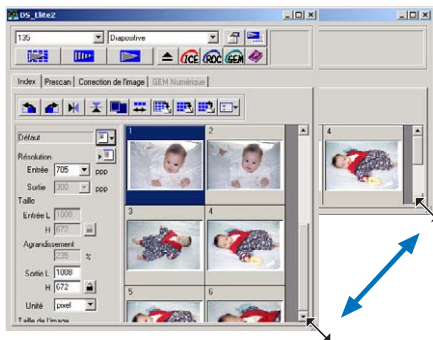 DS_Elite2
135 Diapositive
ICE ROC GEM
Index Prescan Correction de l'image GEM Numérique
Défaut
Résolution
Entrée 705 ppp
Sortie 300 ppp
Taille
Entrée L 1008
H 672
Agrandissement
235 %
Sortie L 1008
H 672
Unité pixel
Taille de l'image
1 2
3 4
5 6
4